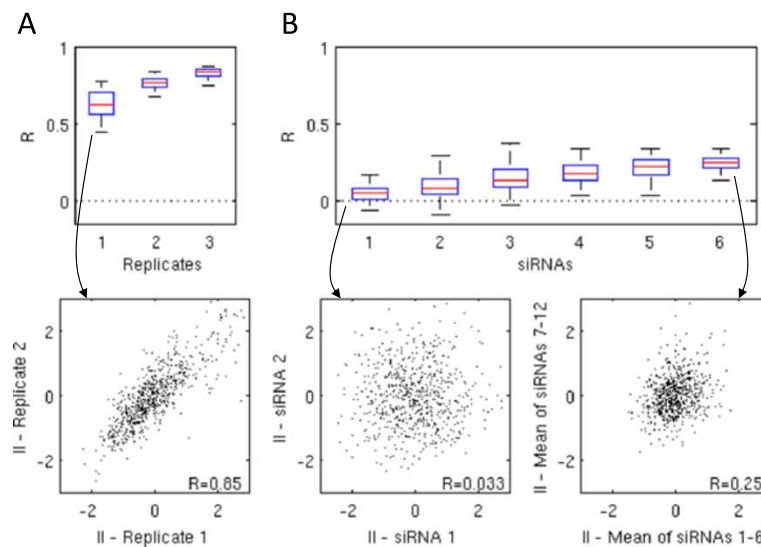 A
B
1
0.5
0
R
1 2 3
Replicates
1
0.5
0
R
1 2 3 4 5 6
siRNAs
II - Replicate 2
2
0
-2
R=0.85
-2 0 2
II - Replicate 1
II - siRNA 2
2
0
-2
R=0.033
-2 0 2
II - siRNA 1
II - Mean of siRNAs 7-12
2
0
-2
R=0.25
-2 0 2
II - Mean of siRNAs 1-6